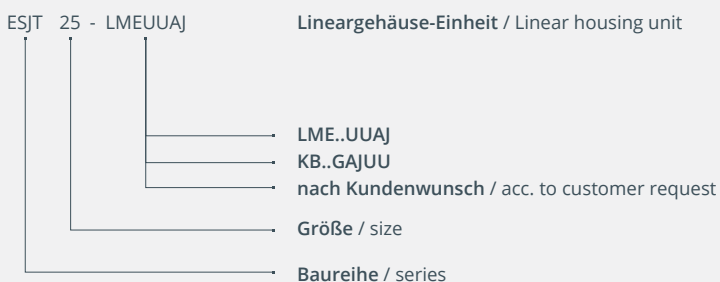 ESJT 25 - LMEUUAJ Lineargehäuse-Einheit / Linear housing unit
LME..UUAJ
KB..GAJUU
nach Kundenwunsch / acc. to customer request
Größe / size
Baureihe / series